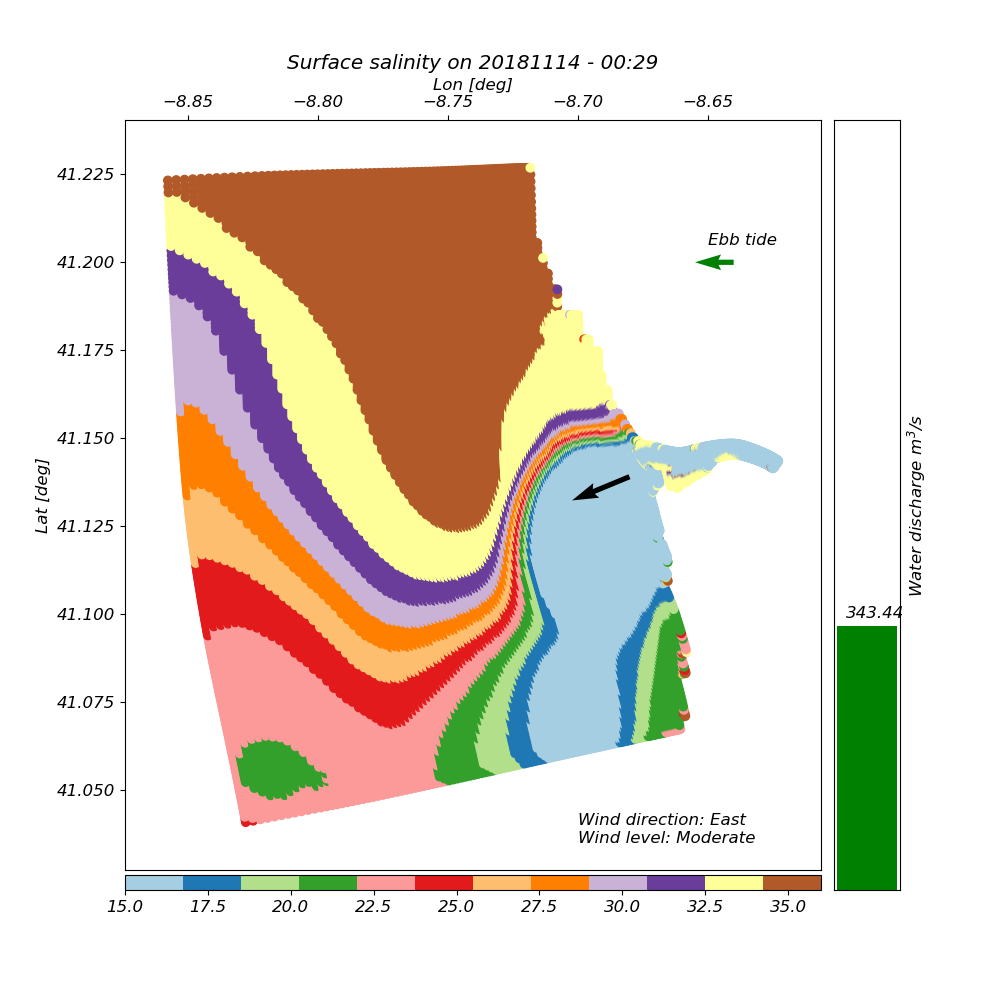 Surface salinity on 20181114 - 00:29
Lon [deg]
−8.85 −8.80 −8.75 −8.70 −8.65
41.225
41.200
41.175
41.150
41.125
41.100
41.075
41.050
Lat [deg]
Ebb tide
Wind direction: East
Wind level: Moderate
343.44
Water discharge m³/s
15.0 17.5 20.0 22.5 25.0 27.5 30.0 32.5 35.0